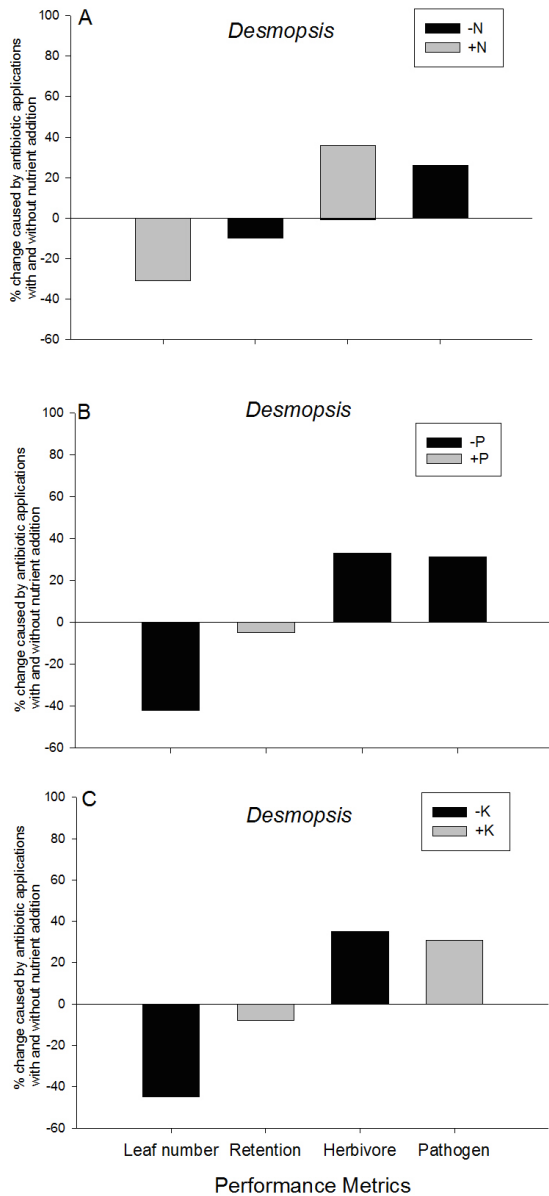 A
Desmopsis
-N
+N
% change caused by antibiotic applications
with and without nutrient addition
100
80
60
40
20
0
-20
-40
-60
B
Desmopsis
-P
+P
% change caused by antibiotic applications
with and without nutrient addition
100
80
60
40
20
0
-20
-40
-60
C
Desmopsis
-K
+K
% change caused by antibiotic applications
with and without nutrient addition
100
80
60
40
20
0
-20
-40
-60
Leaf number Retention Herbivore Pathogen
Performance Metrics